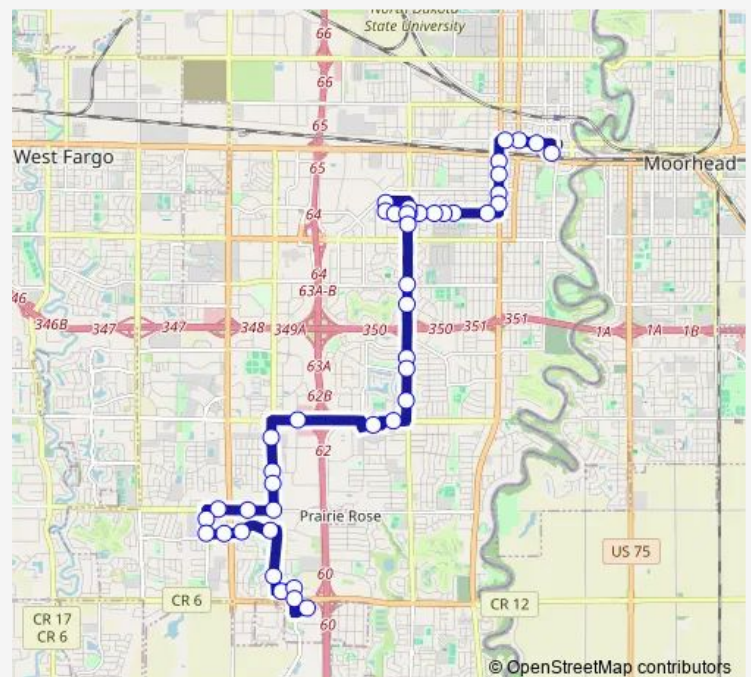 North Dakota
State University
66
66
65
West Fargo
Moorhead
65
64
64
63A-B
46
346B
347
347
348
349A
350
350
351
351
1A
1A
1B
63A
62B
62
Prairie Rose
US 75
60
CR 6
CR 12
CR 17
CR 6
60
© OpenStreetMap contributors